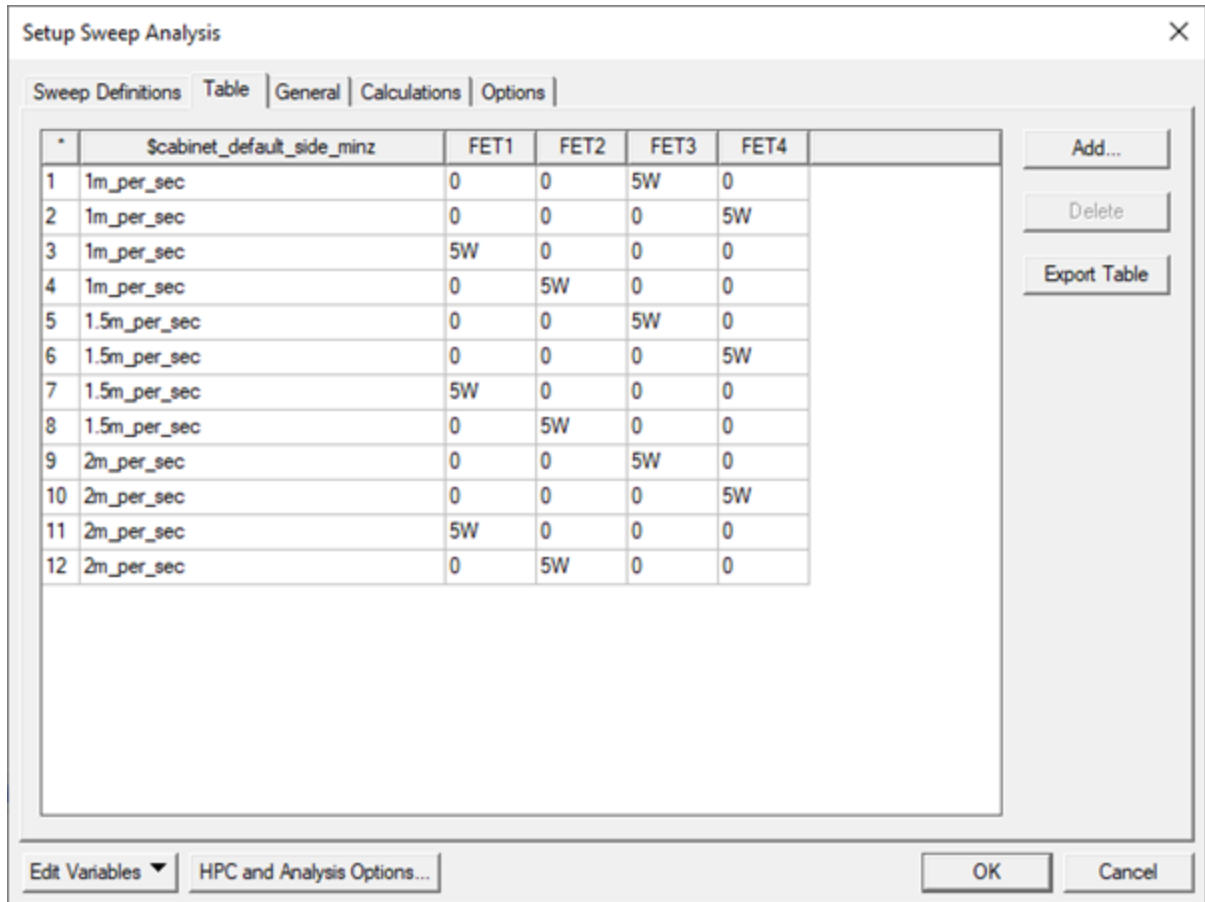 Setup Sweep Analysis
Sweep Definitions Table General Calculations Options
* $cabinet_default_side_minz FET1 FET2 FET3 FET4
1 1m_per_sec 0 0 5W 0
2 1m_per_sec 0 0 0 5W
3 1m_per_sec 5W 0 0 0
4 1m_per_sec 0 5W 0 0
5 1.5m_per_sec 0 0 5W 0
6 1.5m_per_sec 0 0 0 5W
7 1.5m_per_sec 5W 0 0 0
8 1.5m_per_sec 0 5W 0 0
9 2m_per_sec 0 0 5W 0
10 2m_per_sec 0 0 0 5W
11 2m_per_sec 5W 0 0 0
12 2m_per_sec 0 5W 0 0
Add...
Delete
Export Table
Edit Variables HPC and Analysis Options... OK Cancel